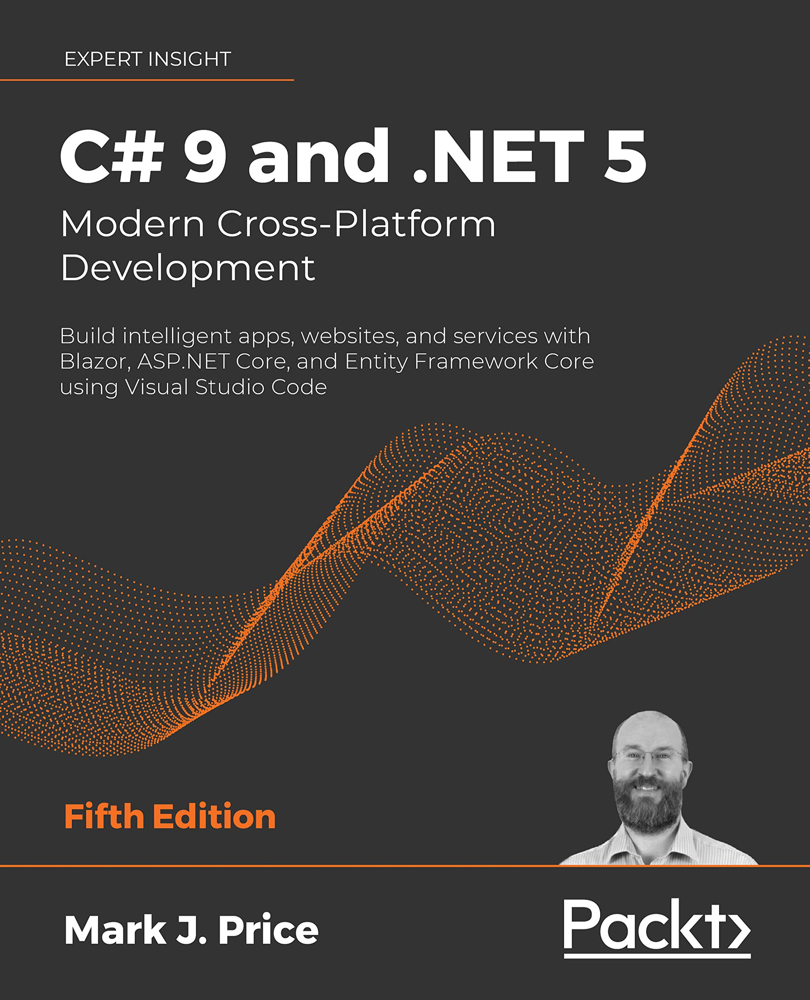 EXPERT INSIGHT
C# 9 and .NET 5
Modern Cross-Platform
Development
Build intelligent apps, websites, and services with
Blazor, ASP.NET Core, and Entity Framework Core
using Visual Studio Code
Fifth Edition
Mark J. Price
Packt